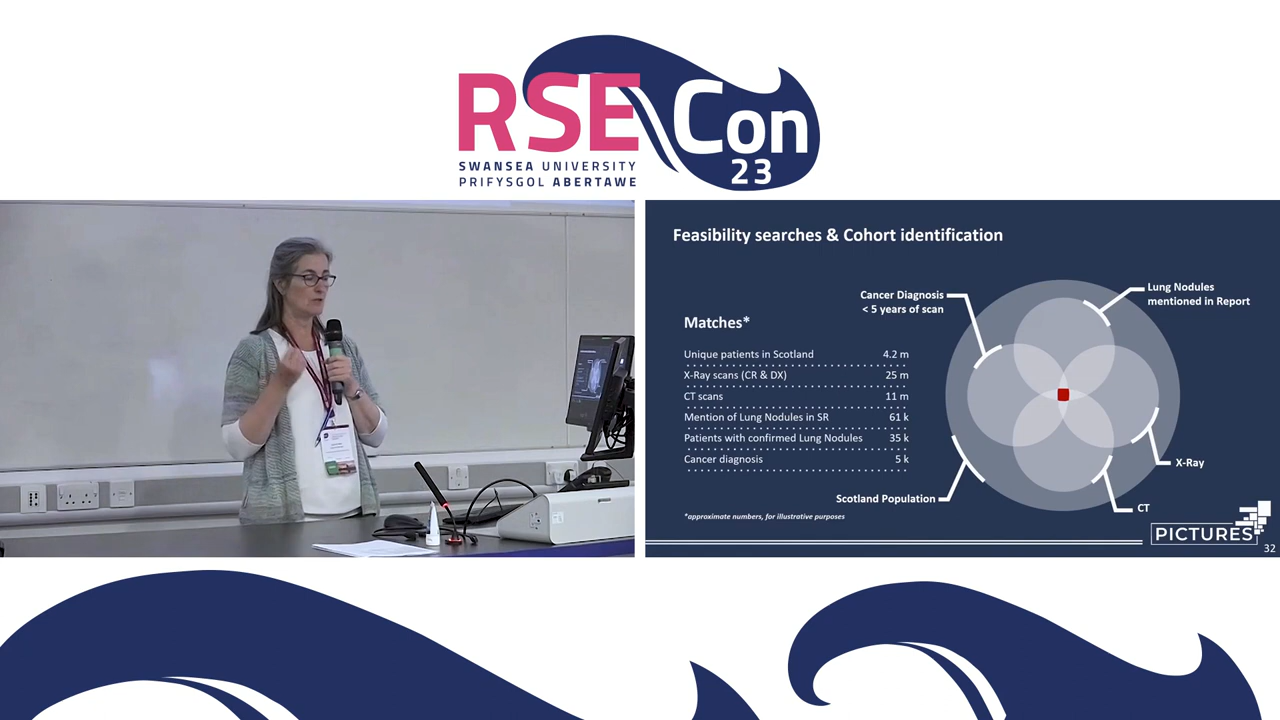 RSE Con
23
SWANSEA UNIVERSITY
PRIFYSGOL ABERTAWE
Feasibility searches & Cohort identification
Cancer Diagnosis
< 5 years of scan
Lung Nodules
mentioned in Report
Matches*
Unique patients in Scotland 4.2 m
X-Ray scans (CR & DX) 25 m
CT scans 11 m
Mention of Lung Nodules in SR 61 k
Patients with confirmed Lung Nodules 35 k
Cancer diagnosis 5 k
X-Ray
Scotland Population
CT
*approximate numbers, for illustrative purposes
PICTURES
32